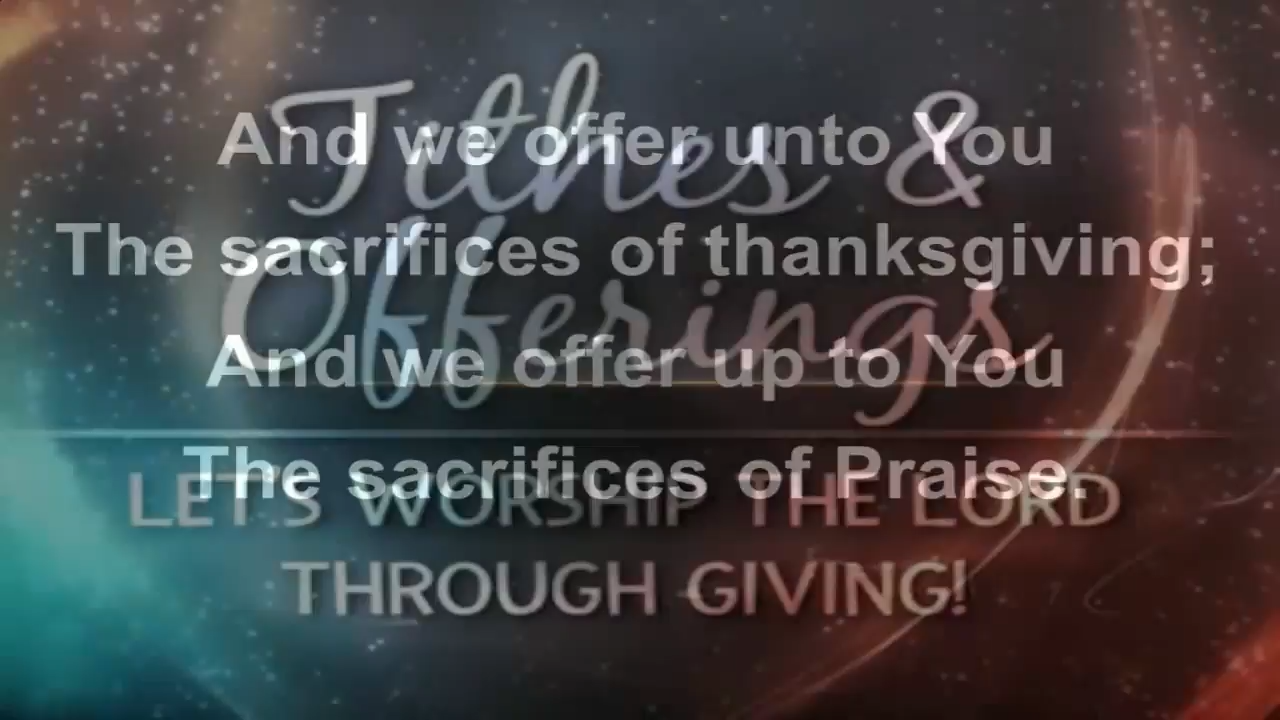 Tithes &
Offerings
LET'S WORSHIP THE LORD
THROUGH GIVING!
And we offer unto You
The sacrifices of thanksgiving;
And we offer up to You
The sacrifices of Praise.